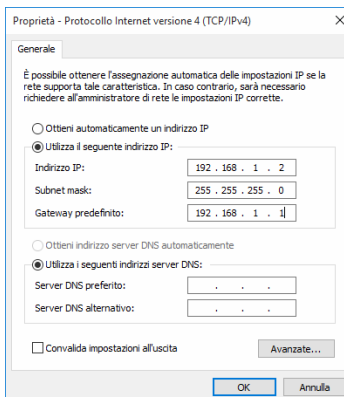 Proprietà - Protocollo Internet versione 4 (TCP/IPv4)
Generale
È possibile ottenere l'assegnazione automatica delle impostazioni IP se la
rete supporta tale caratteristica. In caso contrario, sarà necessario
richiedere all'amministratore di rete le impostazioni IP corrette.
Ottieni automaticamente un indirizzo IP
Utilizza il seguente indirizzo IP:
Indirizzo IP: 192 . 168 . 1 . 2
Subnet mask: 255 . 255 . 255 . 0
Gateway predefinito: 192 . 168 . 1 . 1
Ottieni indirizzo server DNS automaticamente
Utilizza i seguenti indirizzi server DNS:
Server DNS preferito: . . .
Server DNS alternativo: . . .
Convalida impostazioni all'uscita Avanzate...
OK Annulla